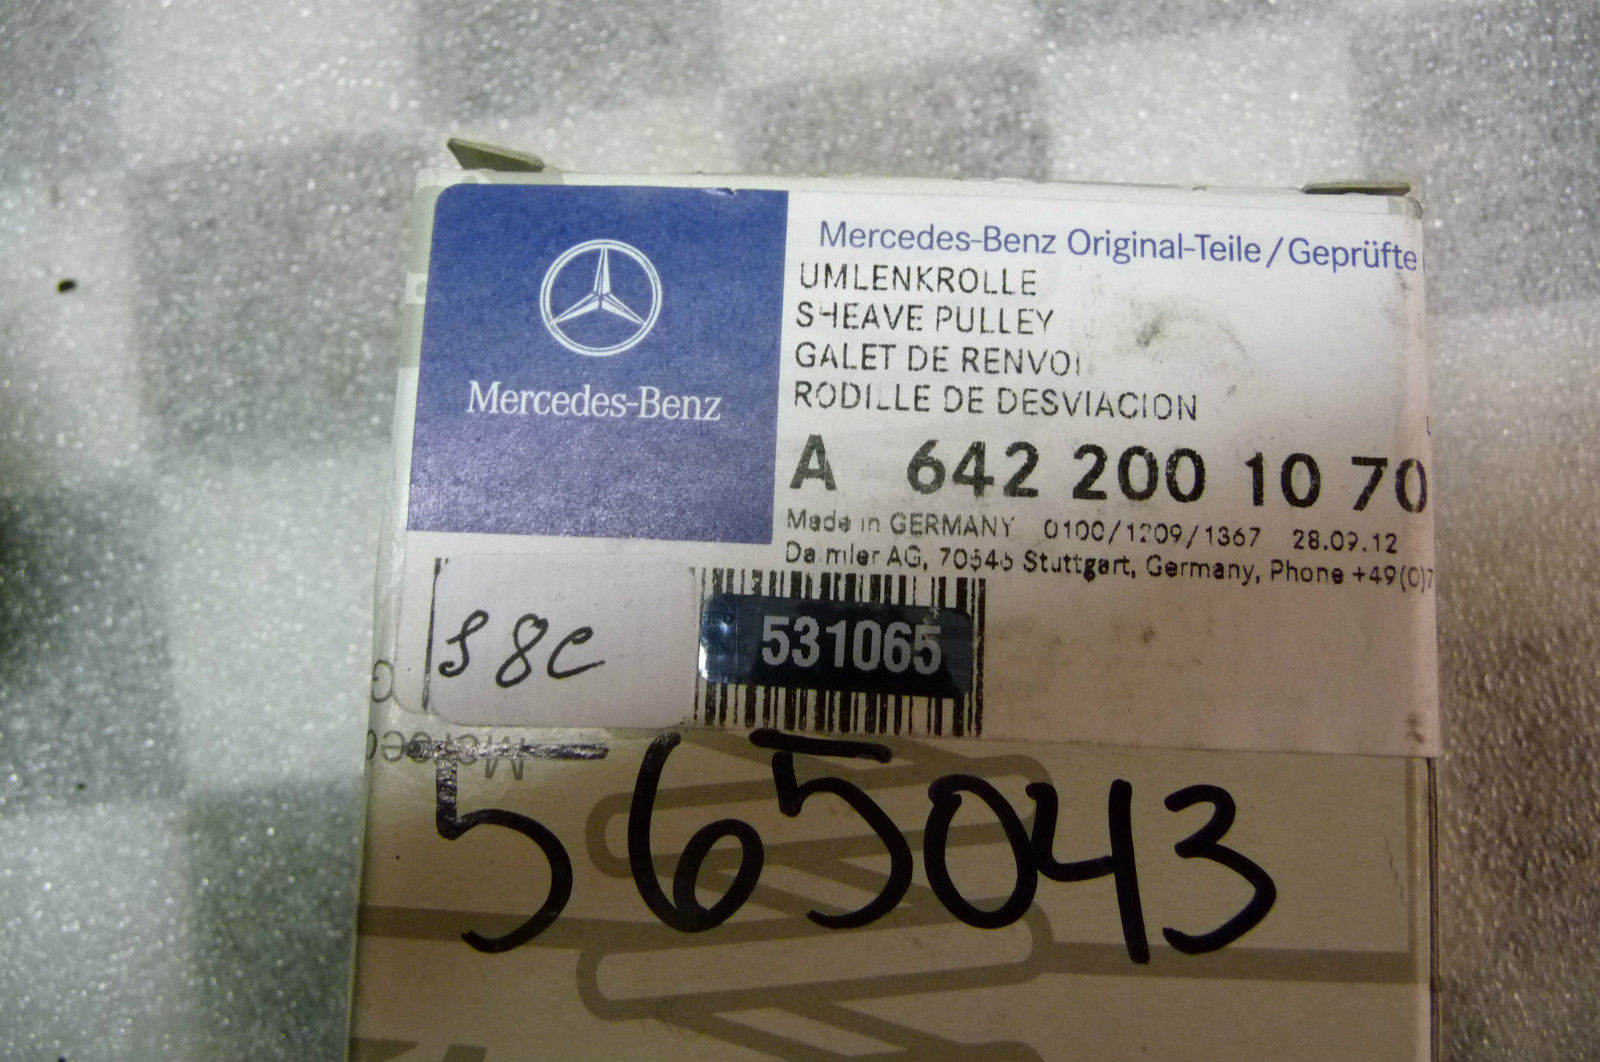 Mercedes-Benz
Mercedes-Benz Original-Teile / Geprüfte
UMLENKROLLE
SHEAVE PULLEY
GALET DE RENVOI
RODILLE DE DESVIACION
A 642 200 10 70
Made in GERMANY 0100/1209/1367 28.09.12
Daimler AG, 70546 Stuttgart, Germany, Phone +49(0)7
531065
565043